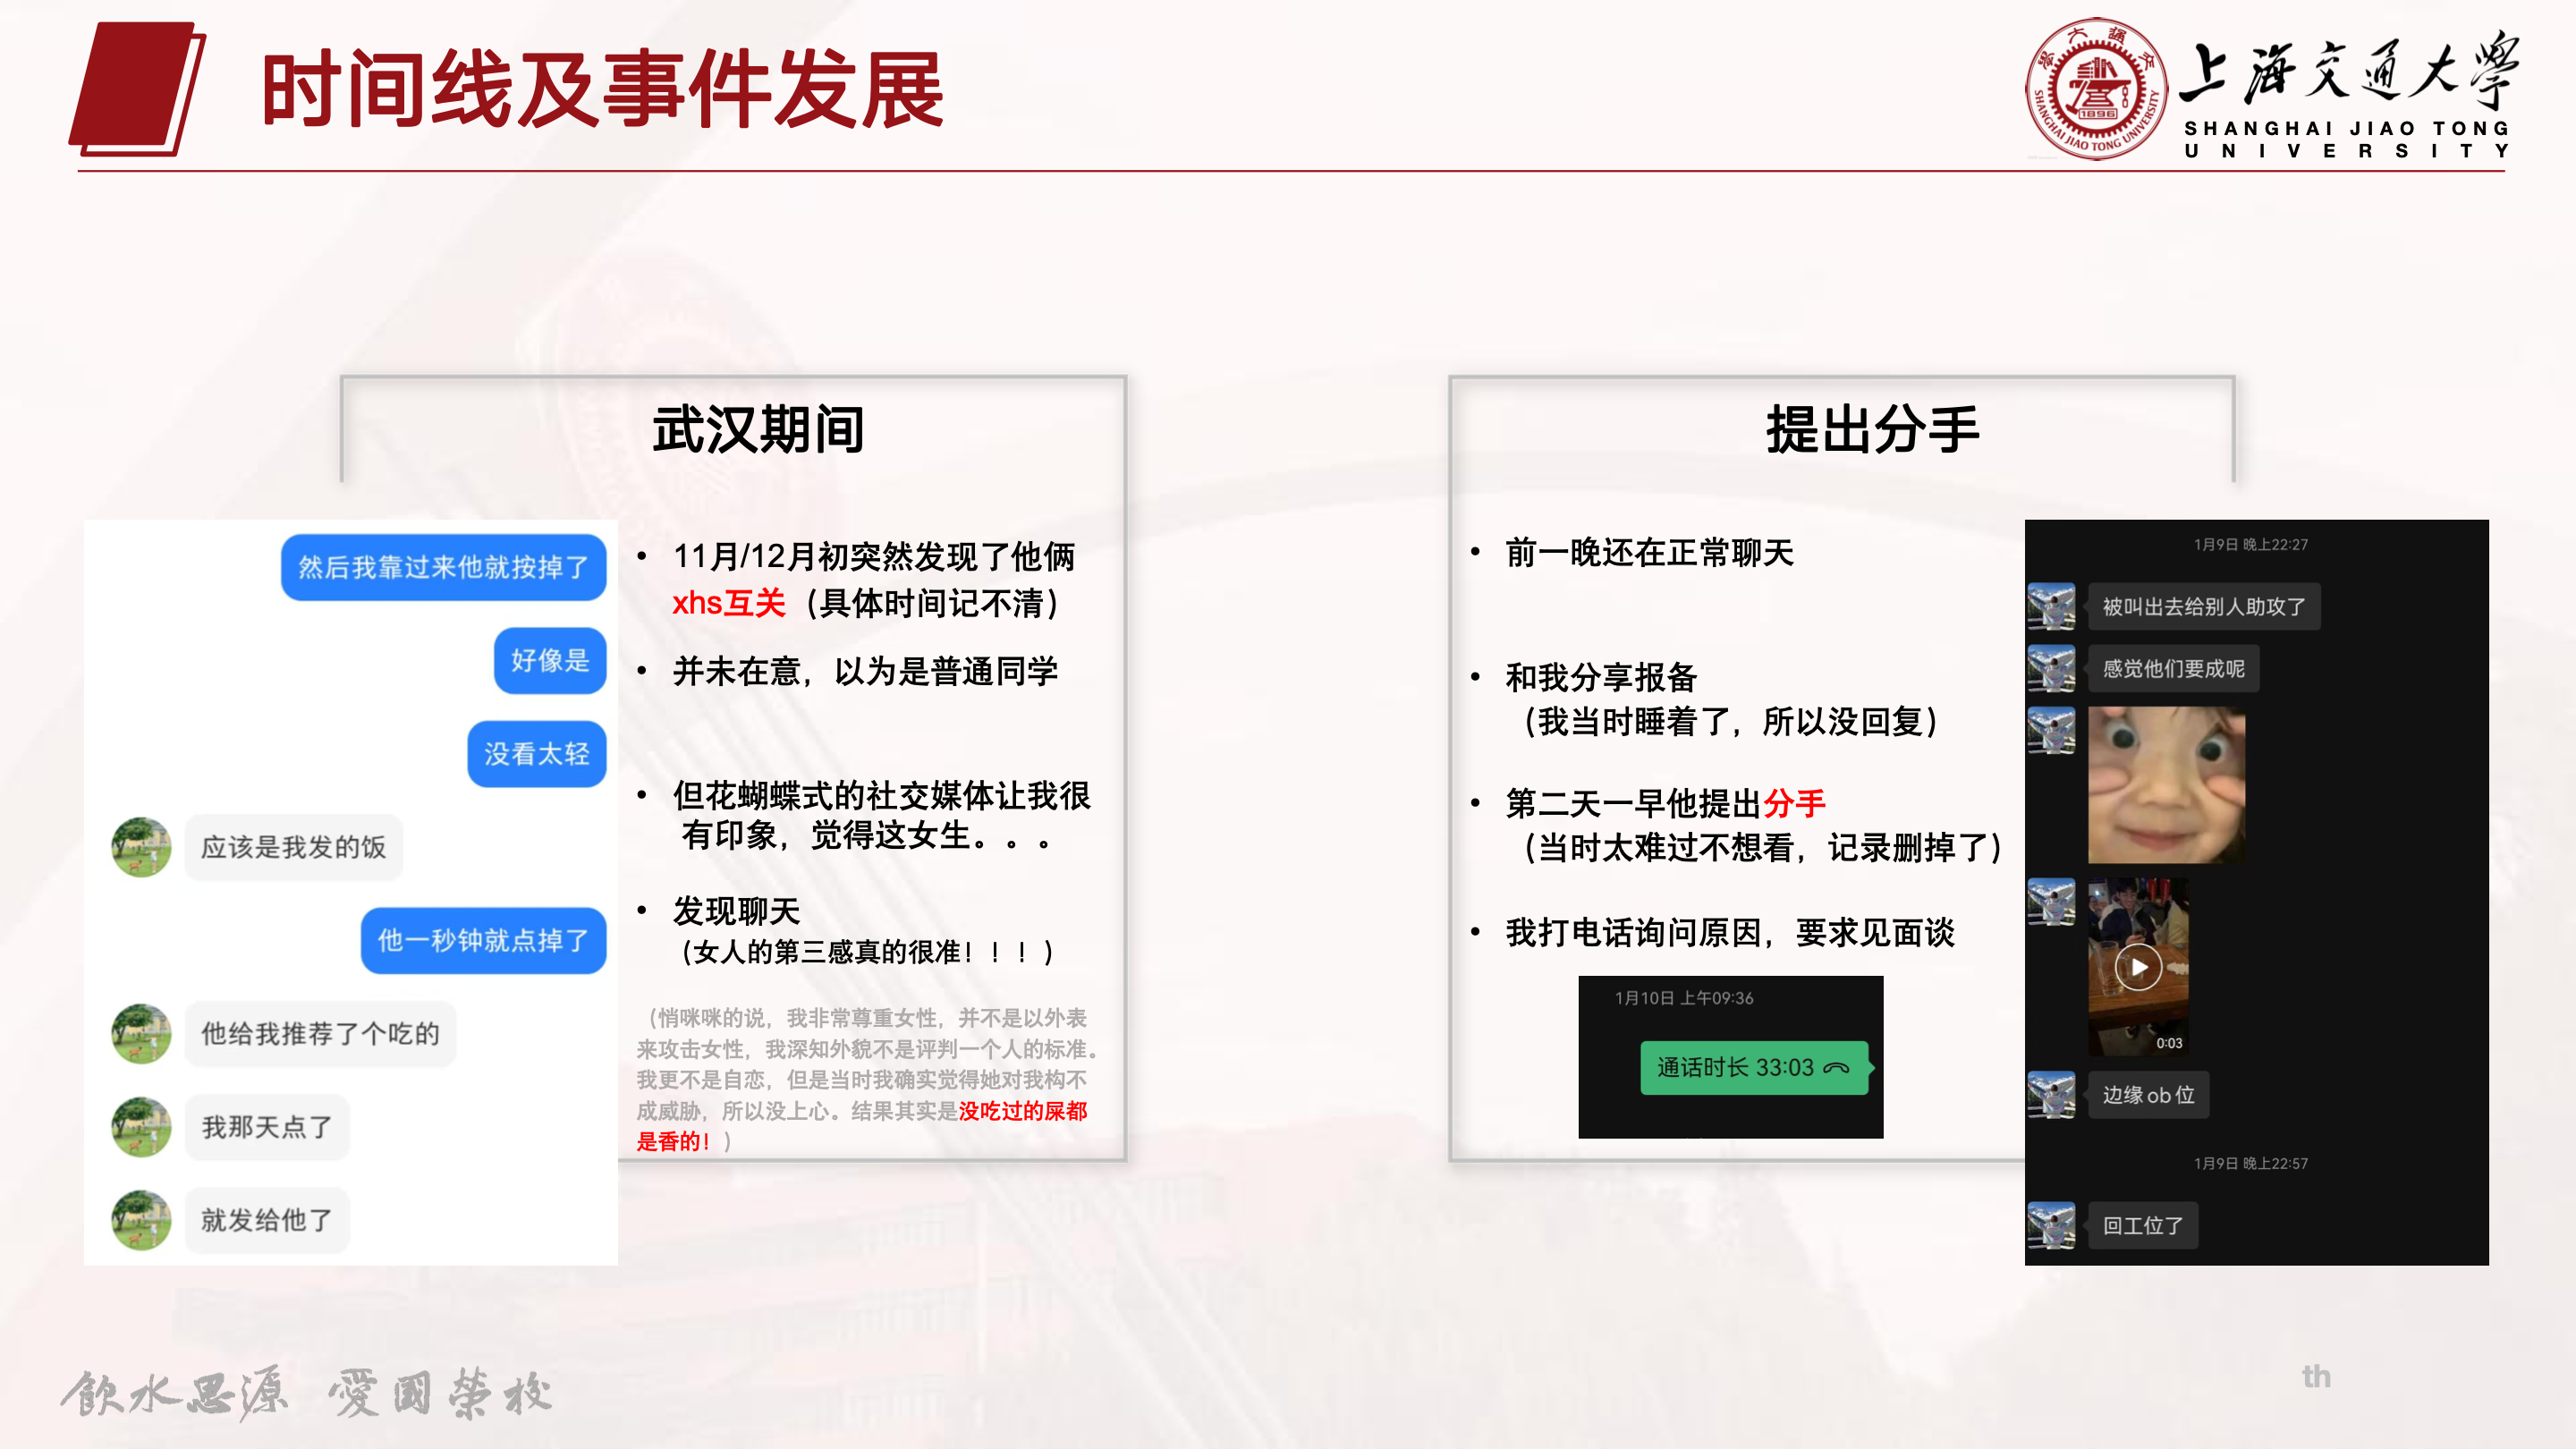 时间线及事件发展
上海交通大学
SHANGHAI JIAO TONG
UNIVERSITY
SHANGHAI JIAO TONG UNIVERSITY
1896
武汉期间
然后我靠过来他就按掉了
好像是
没看太轻
应该是我发的饭
他一秒钟就点掉了
他给我推荐了个吃的
我那天点了
就发给他了
• 11月/12月初突然发现了他俩
xhs互关（具体时间记不清）
• 并未在意，以为是普通同学
• 但花蝴蝶式的社交媒体让我很
有印象，觉得这女生。。。
• 发现聊天
（女人的第三感真的很准！！！）
（悄咪咪的说，我非常尊重女性，并不是以外表
来攻击女性，我深知外貌不是评判一个人的标准。
我更不是自恋，但是当时我确实觉得她对我构不
成威胁，所以没上心。结果其实是没吃过的屎都
是香的！）
提出分手
• 前一晚还在正常聊天
• 和我分享报备
（我当时睡着了，所以没回复）
• 第二天一早他提出分手
（当时太难过不想看，记录删掉了）
• 我打电话询问原因，要求见面谈
1月10日 上午09:36
通话时长 33:03
1月9日 晚上22:27
被叫出去给别人助攻了
感觉他们要成呢
0:03
边缘ob位
1月9日 晚上22:57
回工位了
飲水思源 愛國榮校
th